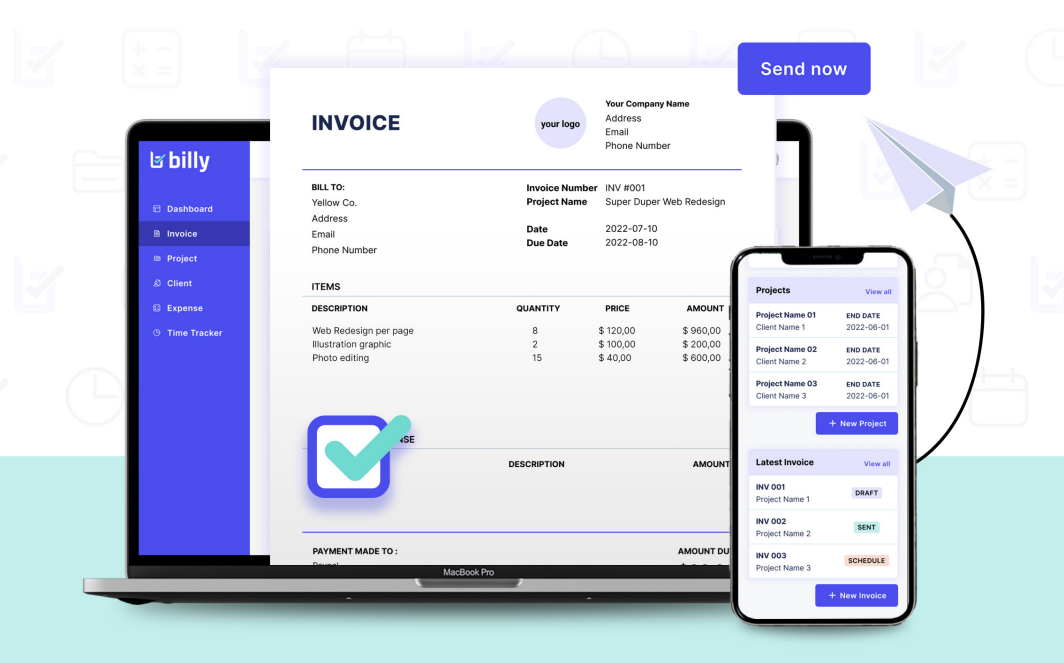 Send now
billy
Dashboard
Invoice
Project
Client
Expense
Time Tracker
INVOICE
your logo
Your Company Name
Address
Email
Phone Number
BILL TO:
Yellow Co.
Address
Email
Phone Number
Invoice Number INV #001
Project Name Super Duper Web Redesign
Date 2022-07-10
Due Date 2022-08-10
ITEMS
DESCRIPTION QUANTITY PRICE AMOUNT
Web Redesign per page 8 $ 120,00 $ 960,00
Illustration graphic 2 $ 100,00 $ 200,00
Photo editing 15 $ 40,00 $ 600,00
DESCRIPTION AMOUNT
PAYMENT MADE TO : AMOUNT DU
MacBook Pro
Projects View all
Project Name 01 END DATE
Client Name 1 2022-06-01
Project Name 02 END DATE
Client Name 2 2022-06-01
Project Name 03 END DATE
Client Name 3 2022-06-01
+ New Project
Latest Invoice View all
INV 001
Project Name 1
DRAFT
INV 002
Project Name 2
SENT
INV 003
Project Name 3
SCHEDULE
+ New Invoice